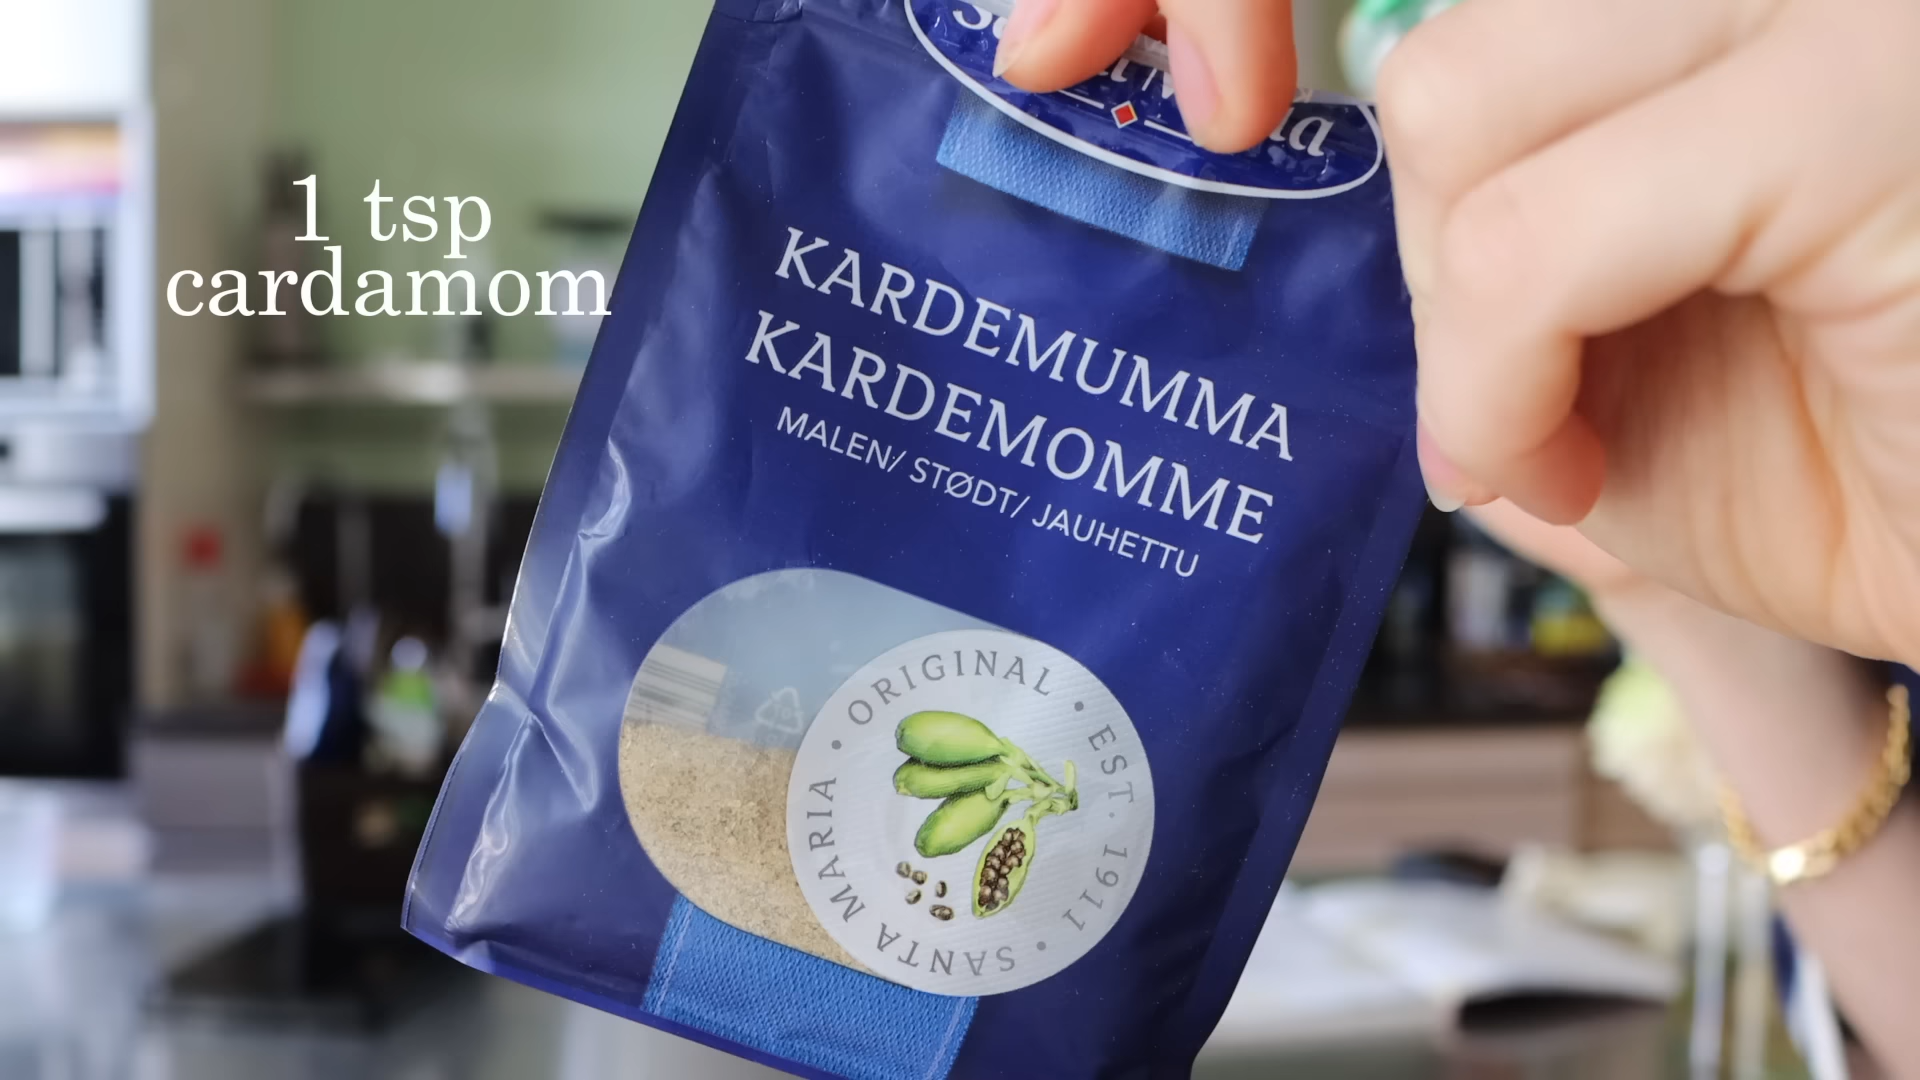 1 tsp
cardamom
KARDEMUMMA
KARDEMOMME
MALEN/ STØDT/ JAUHETTU
SANTA MARIA • ORIGINAL • EST. 1911 •